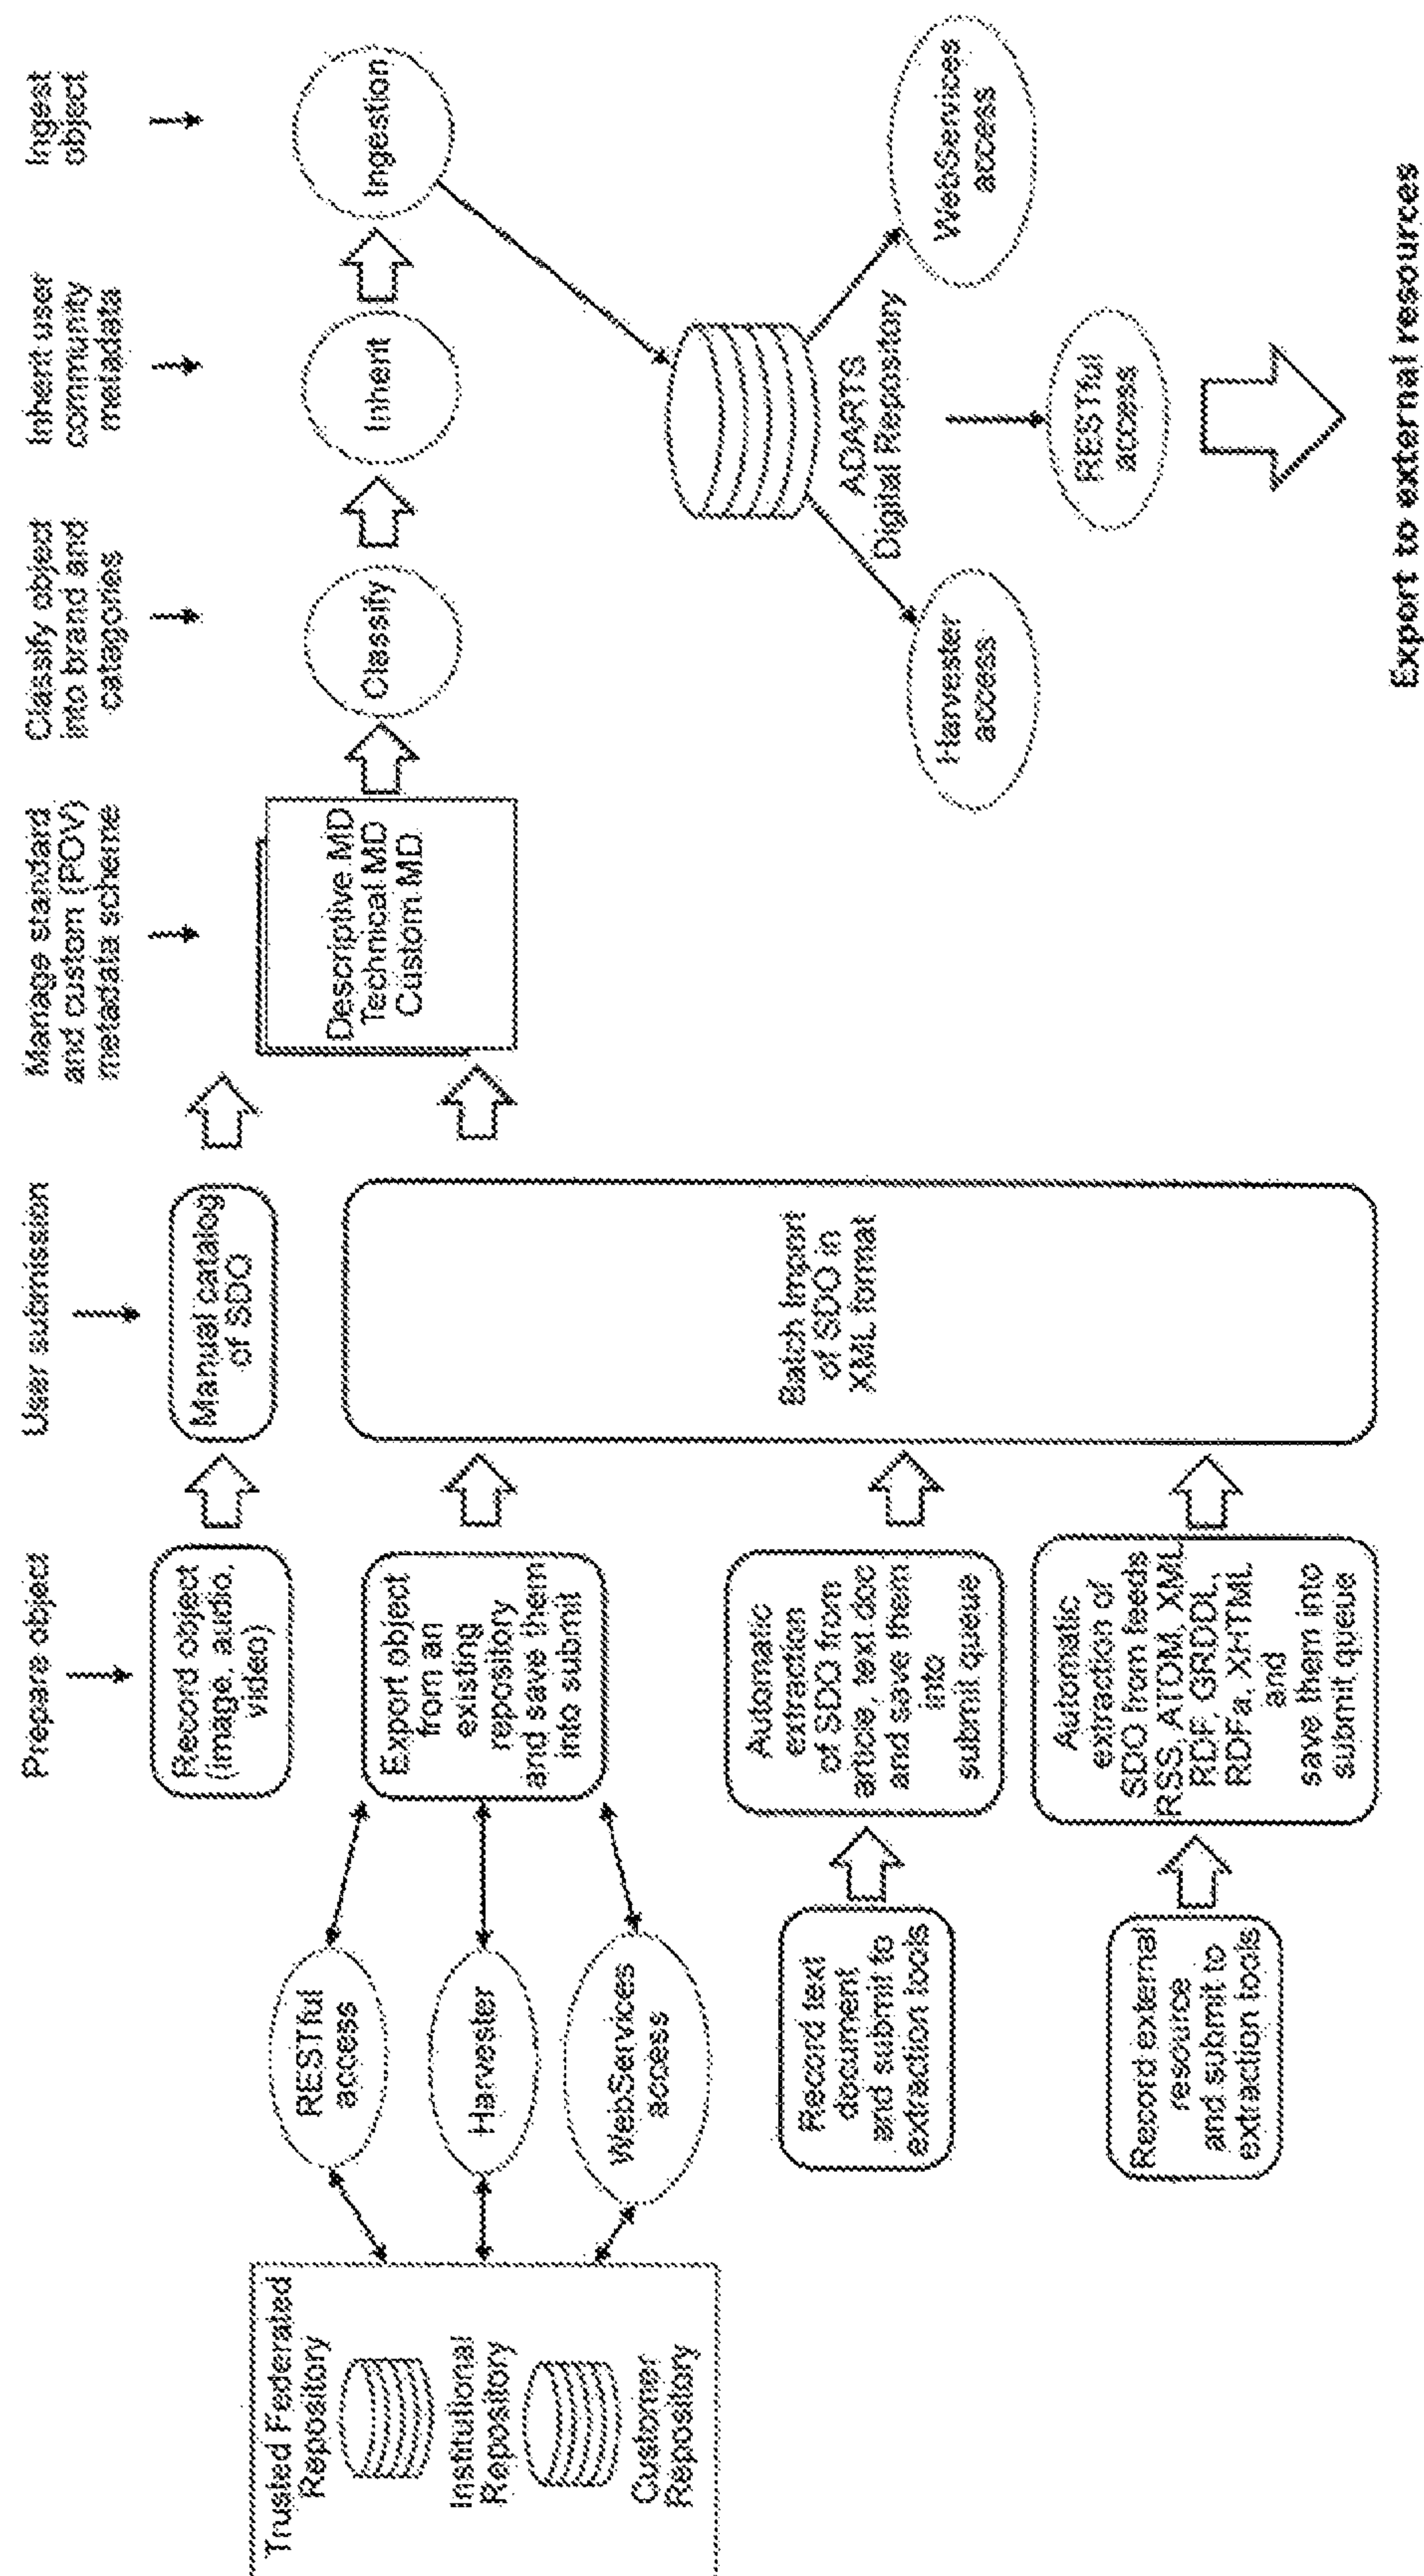 Prepare object
User submission
Manage standard
and custom (POV)
metadata scheme
Classify object
into brand and
catagories
Inherit user
community
metadata
Ingest
object
Record object
(image, audio,
video)
Manual catalog
of SDO
Descriptive MD
Technical MD
Custom MD
Classify
Inherit
Ingestion
Trusted Federated
Repository
Institutional
Repository
Customer
Repository
RESTful
access
Harvester
WebServices
access
Export object
from an
existing
repository
and save them
into submit
Batch Import
of SDO in
XML format
Record text
document
and submit to
extraction tools
Automatic
extraction
of SDO from
article, text doc
and save them
into
submit queue
Record external
resource
and submit to
extraction tools
Automatic
extraction of
SDO from feeds
RSS, ATOM, XML
RDF, GRDDL,
RDFa, XHTML
and
save them into
submit queue
ADARTS
Digital Repository
Harvester
access
RESTful
access
WebServices
access
Export to external resources